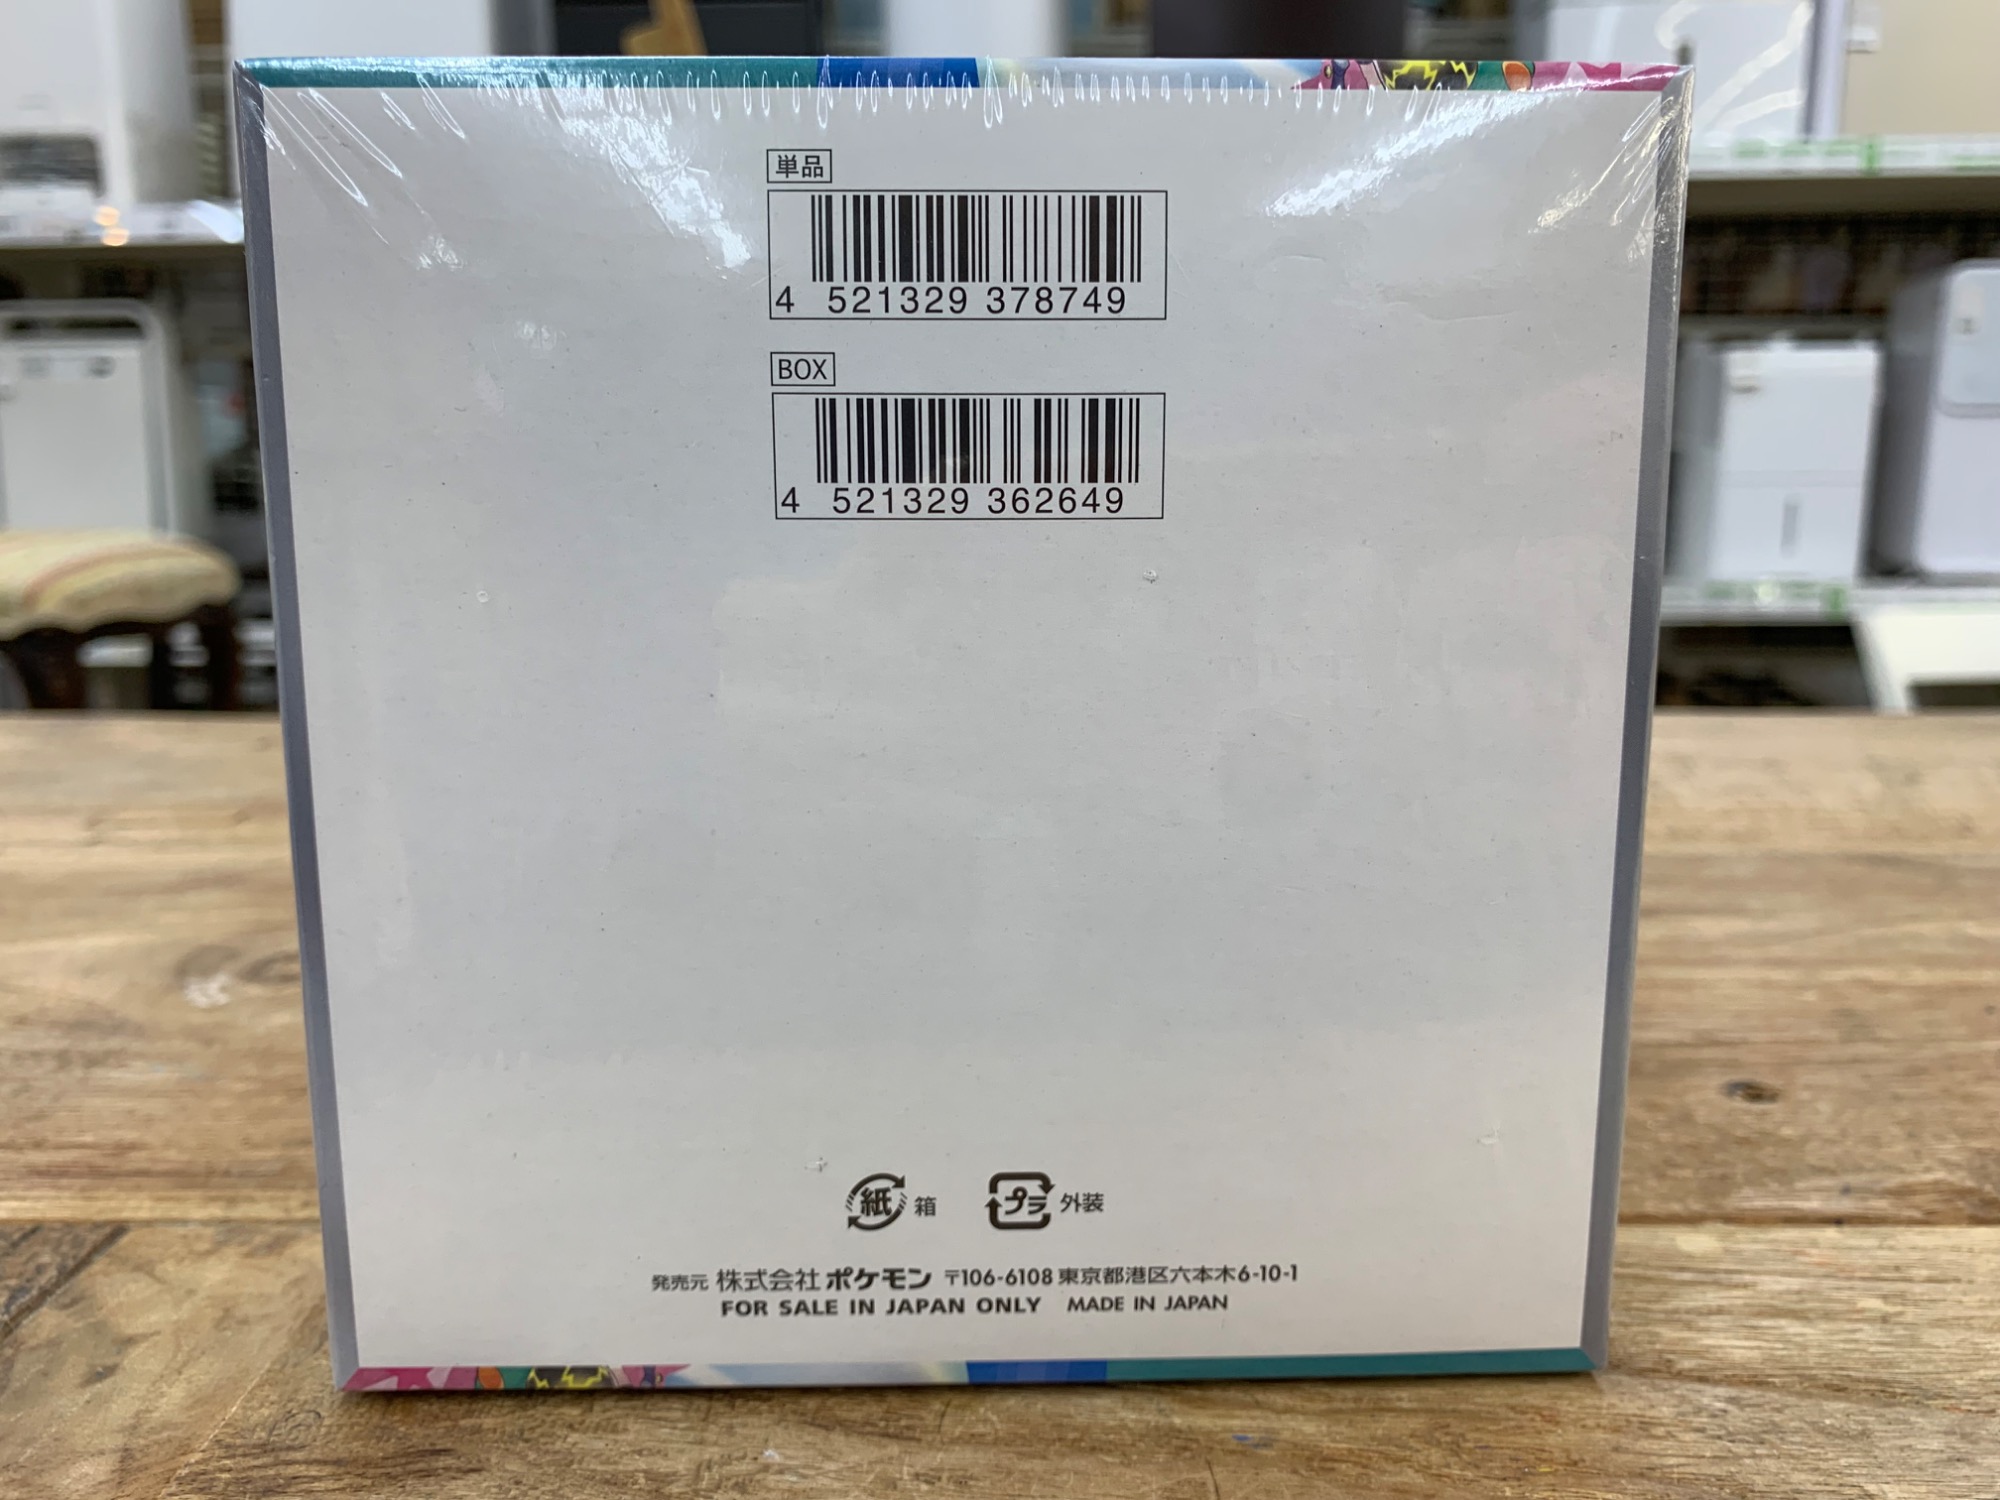 単品
4 521329 378749
BOX
4 521329 362649
紙 箱 プラ 外装
発売元 株式会社 ポケモン 〒106-6108 東京都港区六本木6-10-1
FOR SALE IN JAPAN ONLY MADE IN JAPAN